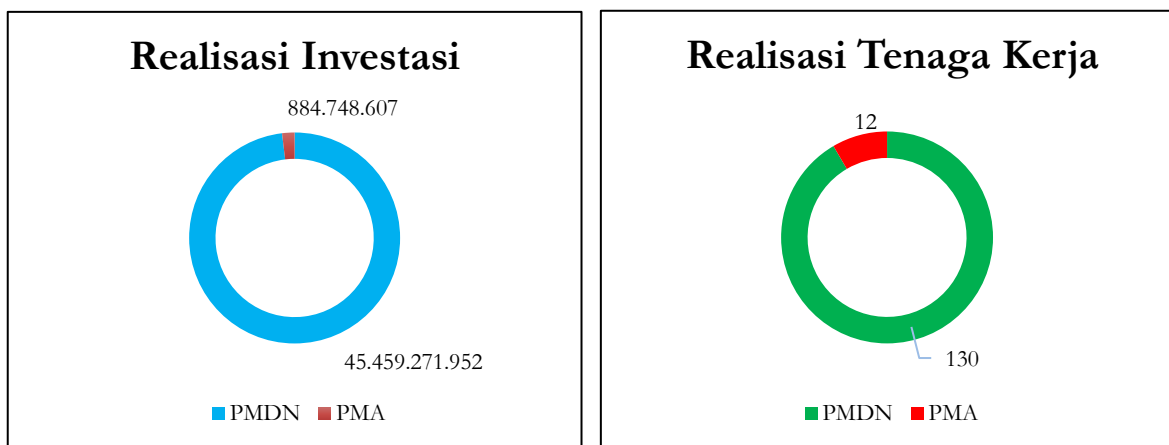 Realisasi Investasi
884.748.607
45.459.271.952
PMDN PMA
Realisasi Tenaga Kerja
12
130
PMDN PMA